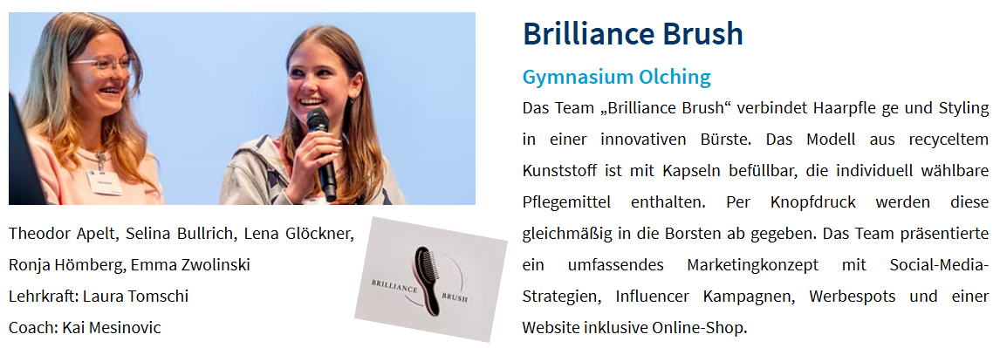 Brilliance Brush
Gymnasium Olching
Das Team „Brilliance Brush“ verbindet Haarpfle ge und Styling
in einer innovativen Bürste. Das Modell aus recyceltem
Kunststoff ist mit Kapseln befüllbar, die individuell wählbare
Pflegemittel enthalten. Per Knopfdruck werden diese
gleichmäßig in die Borsten ab gegeben. Das Team präsentierte
ein umfassendes Marketingkonzept mit Social-Media-
Strategien, Influencer Kampagnen, Werbespots und einer
Website inklusive Online-Shop.
Theodor Apelt, Selina Bullrich, Lena Glöckner,
Ronja Hömberg, Emma Zwolinski
Lehrkraft: Laura Tomschi
Coach: Kai Mesinovic
BRILLIANCE BRUSH